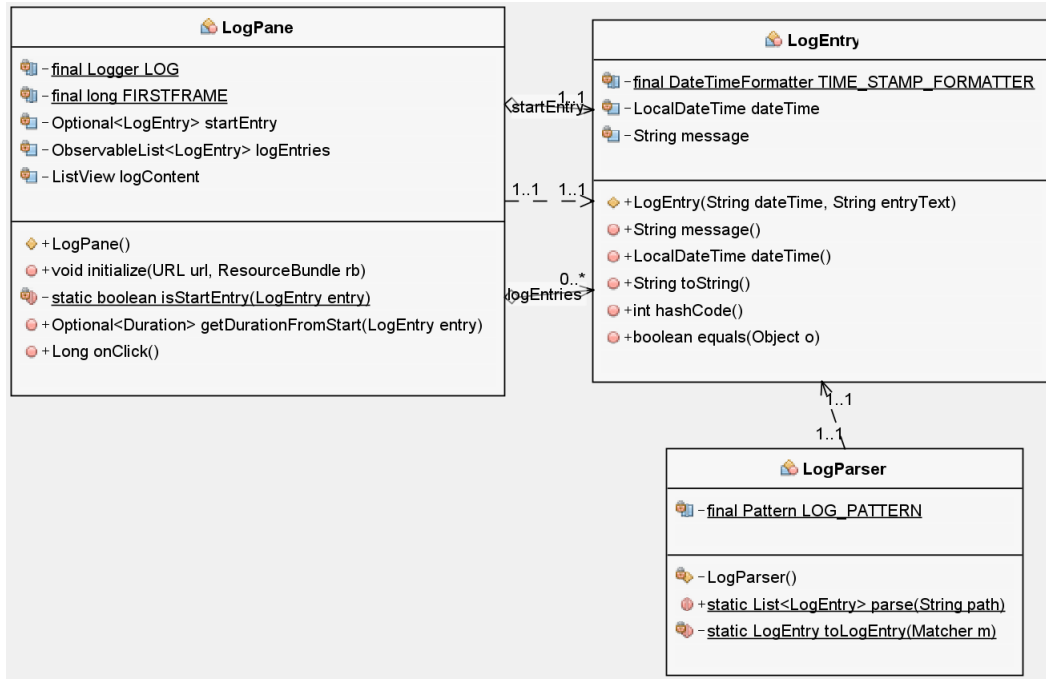 LogPane
-final Logger LOG
-final long FIRSTFRAME
-Optional<LogEntry> startEntry
-ObservableList<LogEntry> logEntries
-ListView logContent
+LogPane()
+void initialize(URL url, ResourceBundle rb)
-static boolean isStartEntry(LogEntry entry)
+Optional<Duration> getDurationFromStart(LogEntry entry)
+Long onClick()
startEntry 1..1
1..1 1..1
0..*
logEntries
LogEntry
-final DateTimeFormatter TIME_STAMP_FORMATTER
-LocalDateTime dateTime
-String message
+LogEntry(String dateTime, String entryText)
+String message()
+LocalDateTime dateTime()
+String toString()
+int hashCode()
+boolean equals(Object o)
1..1
1..1
LogParser
-final Pattern LOG_PATTERN
-LogParser()
+static List<LogEntry> parse(String path)
-static LogEntry toLogEntry(Matcher m)